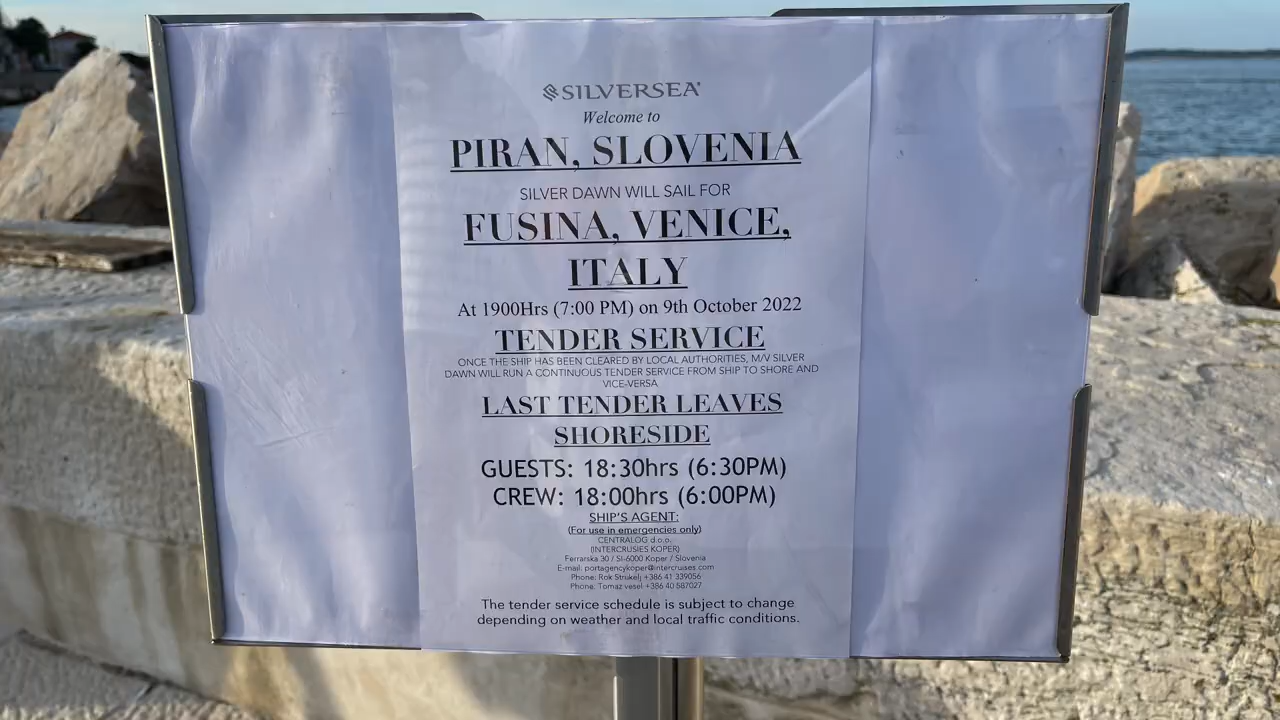 SILVERSEA
Welcome to
PIRAN, SLOVENIA
SILVER DAWN WILL SAIL FOR
FUSINA, VENICE,
ITALY
At 1900Hrs (7:00 PM) on 9th October 2022
TENDER SERVICE
ONCE THE SHIP HAS BEEN CLEARED BY LOCAL AUTHORITIES, M/V SILVER
DAWN WILL RUN A CONTINUOUS TENDER SERVICE FROM SHIP TO SHORE AND
VICE-VERSA
LAST TENDER LEAVES
SHORESIDE
GUESTS: 18:30hrs (6:30PM)
CREW: 18:00hrs (6:00PM)
SHIP'S AGENT:
(For use in emergencies only)
CENTRALOG d.o.o.
(INTERCRUSIES KOPER)
Ferrarska 30 / SI-6000 Koper / Slovenia
E-mail: portagencykoper@intercruises.com
Phone: Rok Strukelj +386 41 339056
Phone: Tomaz vesel +386 40 587027
The tender service schedule is subject to change
depending on weather and local traffic conditions.